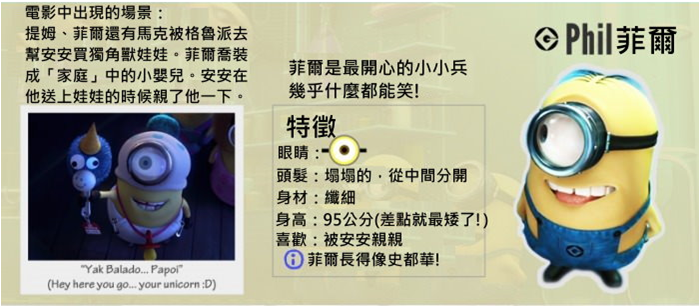 電影中出現的場景：
提姆、菲爾還有馬克被格魯派去
幫安安買獨角獸娃娃。菲爾喬裝
成「家庭」中的小嬰兒。安安在
他送上娃娃的時候親了他一下。
"Yak Balado... Papoi"
(Hey here you go... your unicorn :D)
菲爾是最開心的小小兵
幾乎什麼都能笑!
特徵
眼睛：
頭髮：塌塌的，從中間分開
身材：纖細
身高：95公分(差點就最矮了!)
喜歡：被安安親親
菲爾長得像史都華!
Phil菲爾